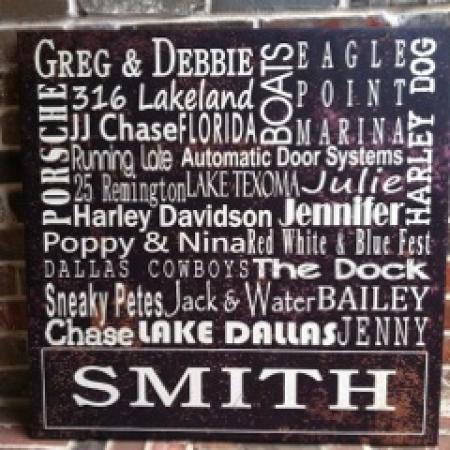 GREG & DEBBIE
BOATS
EAGLE
POINT
MARINA
HARLEY DOG
PORSCHE
316 Lakeland
JJ Chase FLORIDA
Running Late Automatic Door Systems
25 Remington LAKE TEXOMA Julie
Harley Davidson Jennifer
Poppy & Nina Red White & Blue Fest
DALLAS COWBOYS The Dock
Sneaky Petes Jack & Water BAILEY
Chase LAKE DALLAS JENNY
SMITH